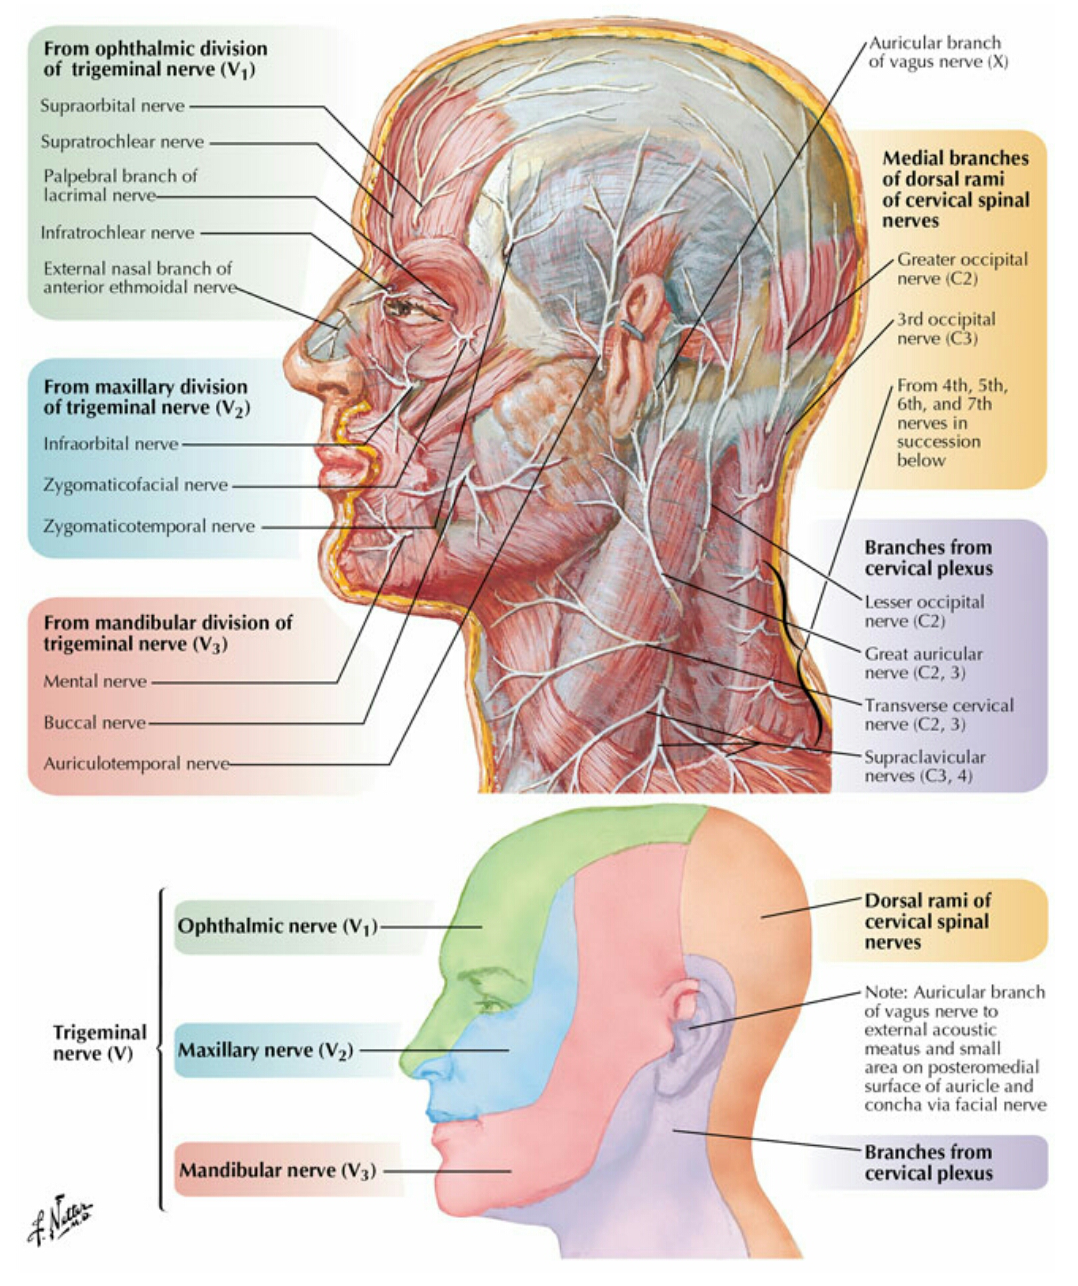 From ophthalmic division
of trigeminal nerve (V₁)
Supraorbital nerve
Supratrochlear nerve
Palpebral branch of
lacrimal nerve
Infratrochlear nerve
External nasal branch of
anterior ethmoidal nerve
From maxillary division
of trigeminal nerve (V₂)
Infraorbital nerve
Zygomaticofacial nerve
Zygomaticotemporal nerve
From mandibular division of
trigeminal nerve (V₃)
Mental nerve
Buccal nerve
Auriculotemporal nerve
Auricular branch
of vagus nerve (X)
Medial branches
of dorsal rami
of cervical spinal
nerves
Greater occipital
nerve (C2)
3rd occipital
nerve (C3)
From 4th, 5th,
6th, and 7th
nerves in
succession
below
Branches from
cervical plexus
Lesser occipital
nerve (C2)
Great auricular
nerve (C2, 3)
Transverse cervical
nerve (C2, 3)
Supraclavicular
nerves (C3, 4)
Trigeminal
nerve (V)
Ophthalmic nerve (V₁)
Maxillary nerve (V₂)
Mandibular nerve (V₃)
Dorsal rami of
cervical spinal
nerves
Note: Auricular branch
of vagus nerve to
external acoustic
meatus and small
area on posteromedial
surface of auricle and
concha via facial nerve
Branches from
cervical plexus
F. Netter
M.D.